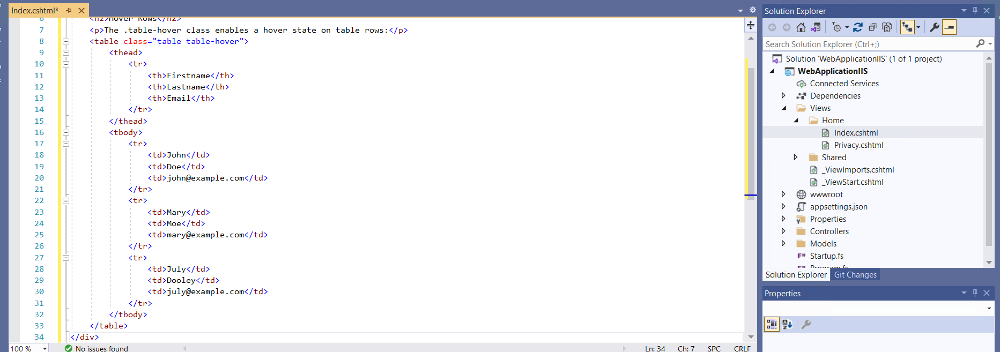 Index.cshtml*
6 <h2>Hover Rows</h2>
7 <p>The .table-hover class enables a hover state on table rows:</p>
8 <table class="table table-hover">
9 <thead>
10 <tr>
11 <th>Firstname</th>
12 <th>Lastname</th>
13 <th>Email</th>
14 </tr>
15 </thead>
16 <tbody>
17 <tr>
18 <td>John</td>
19 <td>Doe</td>
20 <td>john@example.com</td>
21 </tr>
22 <tr>
23 <td>Mary</td>
24 <td>Moe</td>
25 <td>mary@example.com</td>
26 </tr>
27 <tr>
28 <td>July</td>
29 <td>Dooley</td>
30 <td>july@example.com</td>
31 </tr>
32 </tbody>
33 </table>
34 </div>
100 %
No issues found
Ln: 34 Ch: 7 SPC CRLF
Solution Explorer
Search Solution Explorer (Ctrl+;)
Solution 'WebApplicationIIS' (1 of 1 project)
WebApplicationIIS
Connected Services
Dependencies
Views
Home
Index.cshtml
Privacy.cshtml
Shared
_ViewImports.cshtml
_ViewStart.cshtml
wwwroot
appsettings.json
Properties
Controllers
Models
F# Startup.fs
F# Program.fs
Solution Explorer Git Changes
Properties